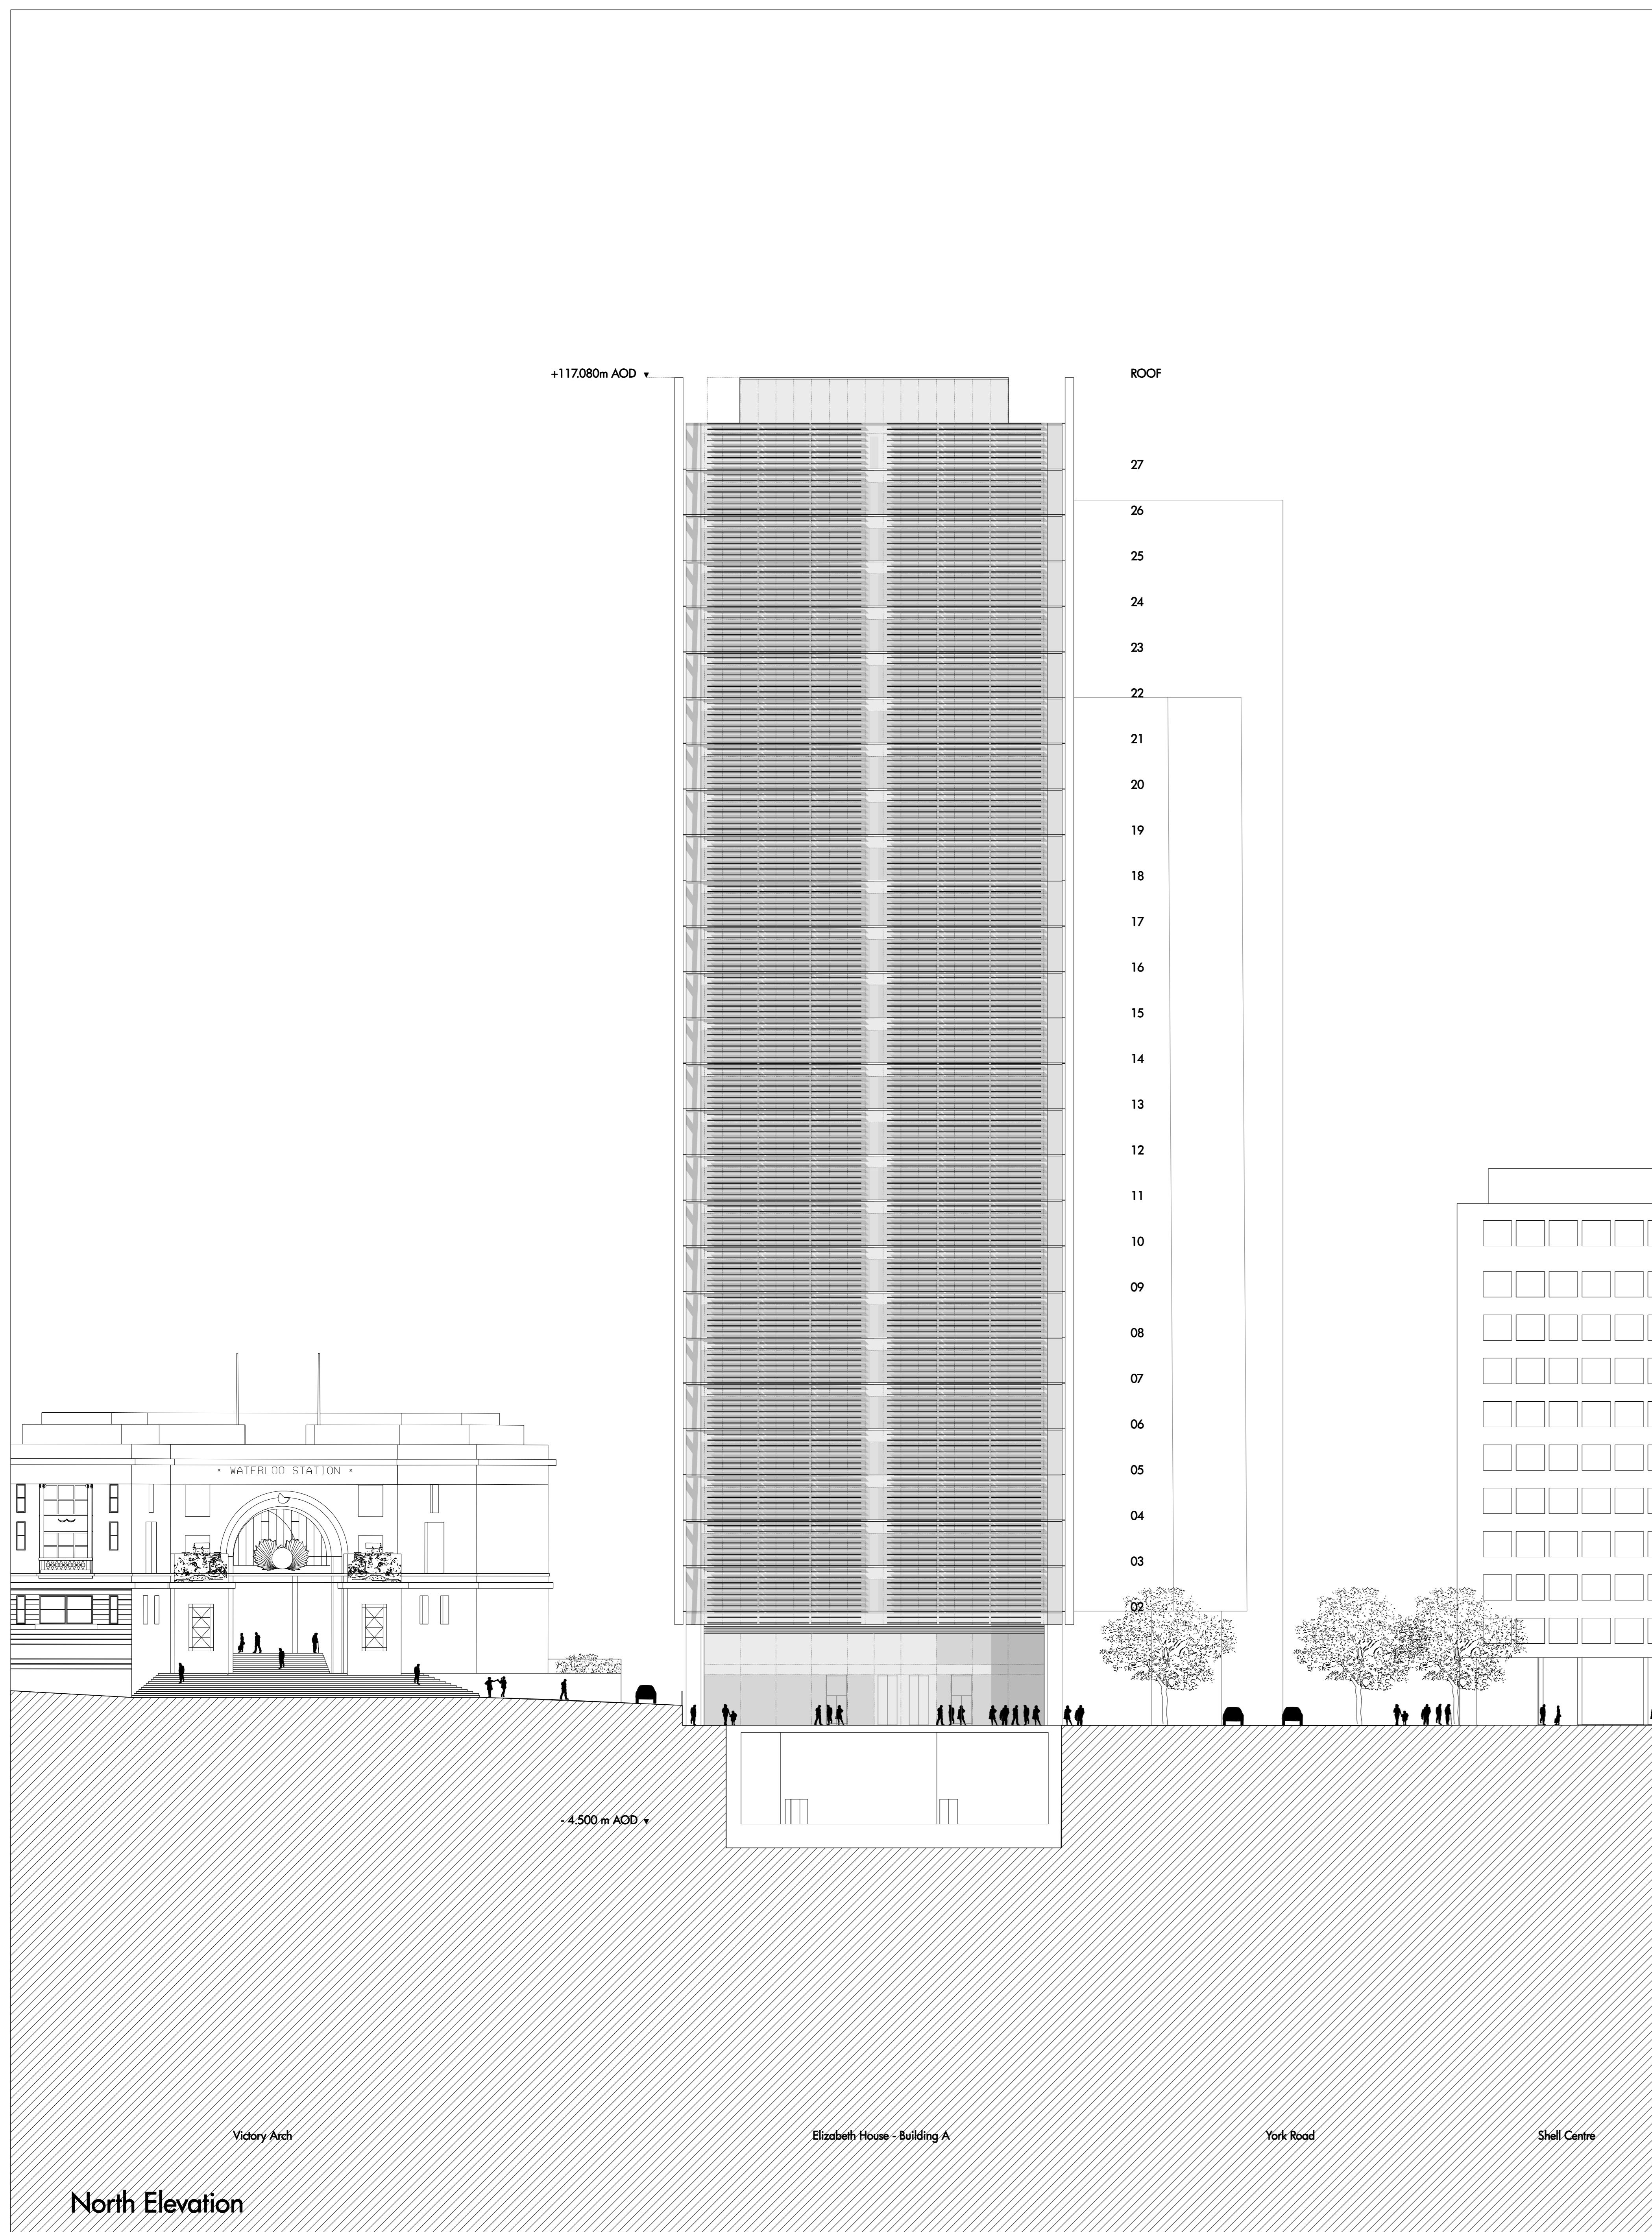 +117.080m AOD
ROOF
27
26
25
24
23
22
21
20
19
18
17
16
15
14
13
12
11
10
09
08
07
06
05
* WATERLOO STATION *
04
03
02
- 4.500 m AOD
Victory Arch
Elizabeth House - Building A
York Road
Shell Centre
North Elevation